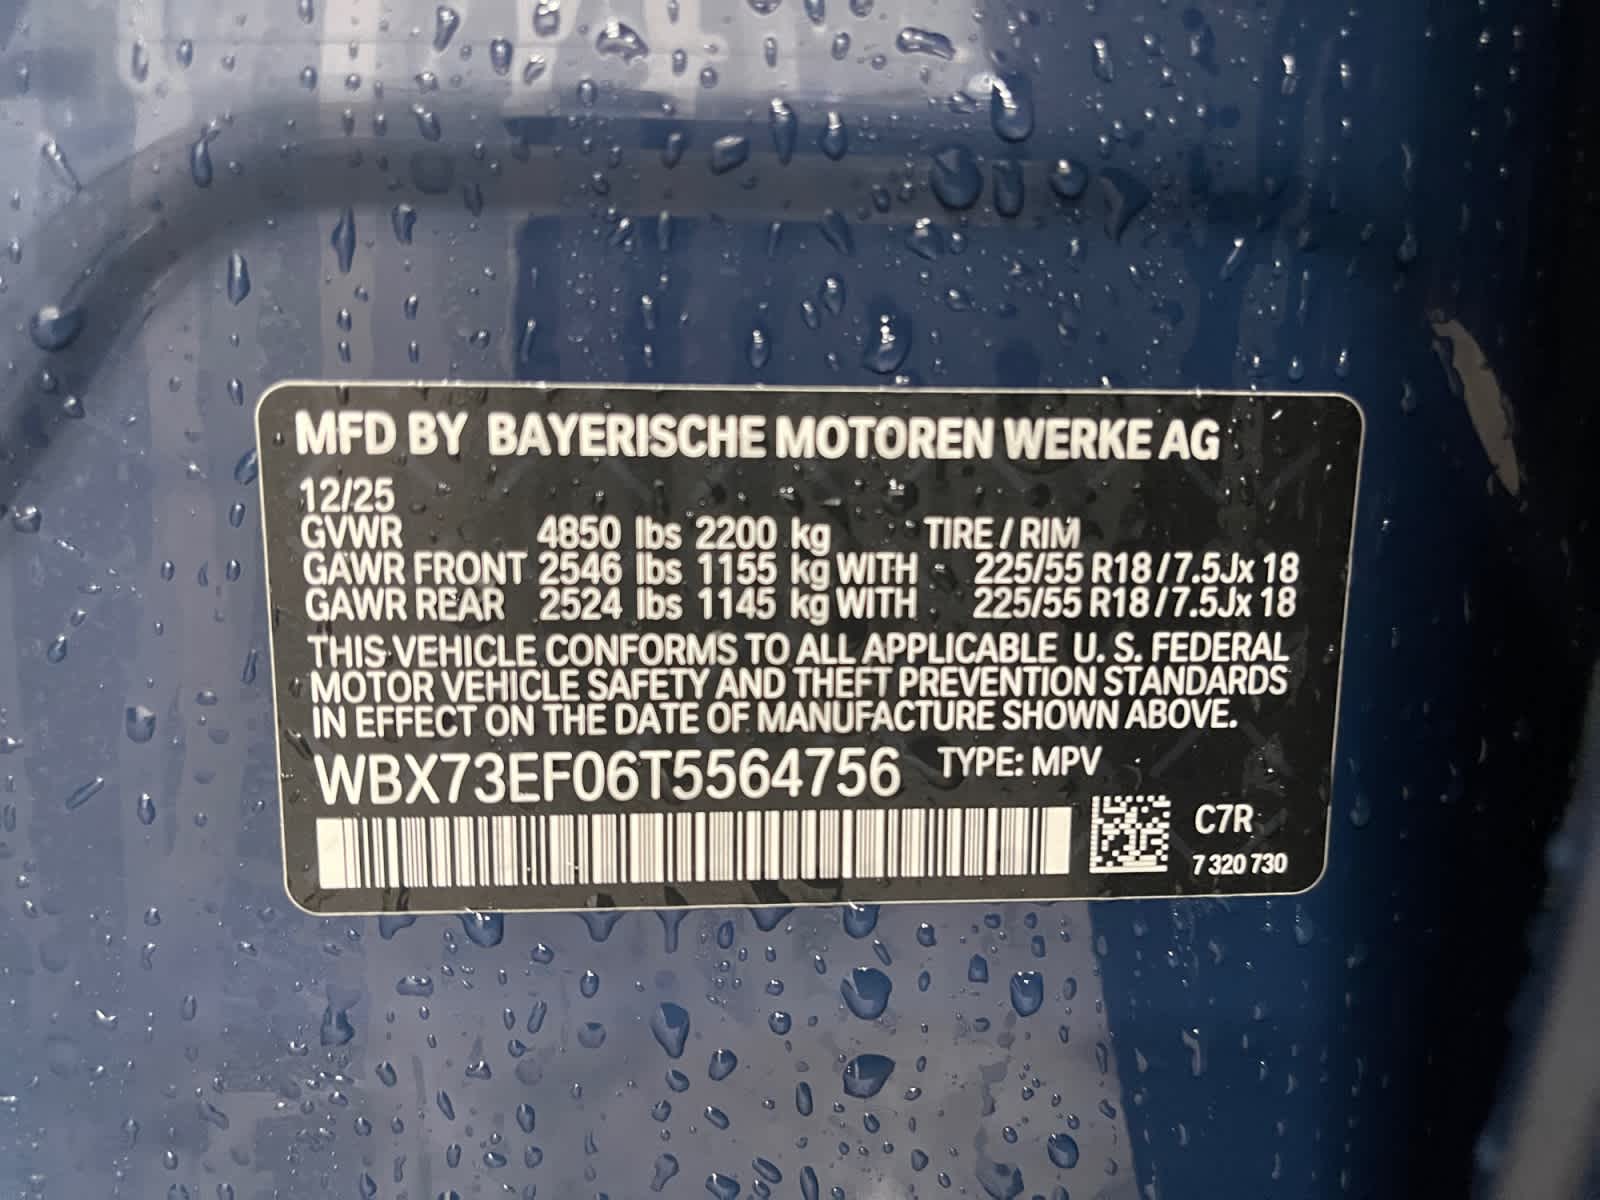 MFD BY BAYERISCHE MOTOREN WERKE AG
12/25
GVWR 4850 lbs 2200 kg TIRE / RIM
GAWR FRONT 2546 lbs 1155 kg WITH 225/55 R18 / 7.5Jx 18
GAWR REAR 2524 lbs 1145 kg WITH 225/55 R18 / 7.5Jx 18
THIS VEHICLE CONFORMS TO ALL APPLICABLE U. S. FEDERAL
MOTOR VEHICLE SAFETY AND THEFT PREVENTION STANDARDS
IN EFFECT ON THE DATE OF MANUFACTURE SHOWN ABOVE.
WBX73EF06T5564756 TYPE: MPV
C7R
7 320 730